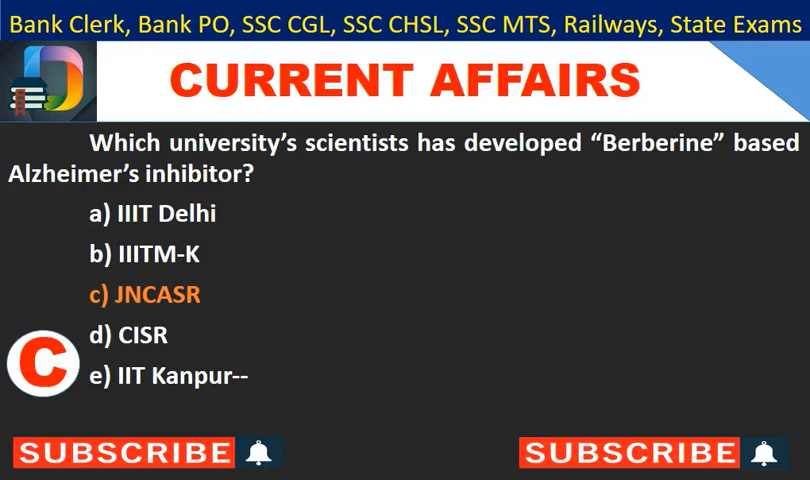 Bank Clerk, Bank PO, SSC CGL, SSC CHSL, SSC MTS, Railways, State Exams
CURRENT AFFAIRS
Which university’s scientists has developed “Berberine” based
Alzheimer’s inhibitor?
a) IIIT Delhi
b) IIITM-K
c) JNCASR
d) CISR
C
e) IIT Kanpur--
SUBSCRIBE
SUBSCRIBE